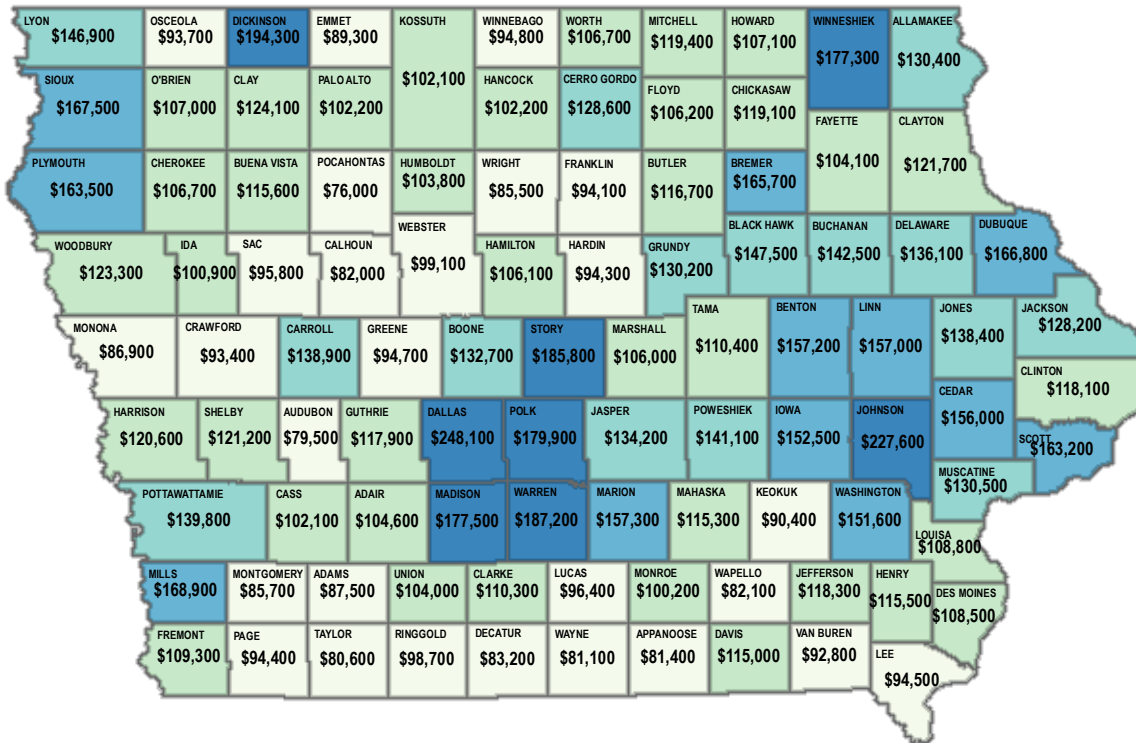 LYON
$146,900
OSCEOLA
$93,700
DICKINSON
$194,300
EMMET
$89,300
KOSSUTH
$102,100
WINNEBAGO
$94,800
WORTH
$106,700
MITCHELL
$119,400
HOWARD
$107,100
WINNESHIEK
$177,300
ALLAMAKEE
$130,400
SIOUX
$167,500
O'BRIEN
$107,000
CLAY
$124,100
PALO ALTO
$102,200
HANCOCK
$102,200
CERRO GORDO
$128,600
FLOYD
$106,200
CHICKASAW
$119,100
FAYETTE
$104,100
CLAYTON
$121,700
PLYMOUTH
$163,500
CHEROKEE
$106,700
BUENA VISTA
$115,600
POCAHONTAS
$76,000
HUMBOLDT
$103,800
WRIGHT
$85,500
FRANKLIN
$94,100
BUTLER
$116,700
BREMER
$165,700
WOODBURY
$123,300
IDA
$100,900
SAC
$95,800
CALHOUN
$82,000
WEBSTER
$99,100
HAMILTON
$106,100
HARDIN
$94,300
GRUNDY
$130,200
BLACK HAWK
$147,500
BUCHANAN
$142,500
DELAWARE
$136,100
DUBUQUE
$166,800
MONONA
$86,900
CRAWFORD
$93,400
CARROLL
$138,900
GREENE
$94,700
BOONE
$132,700
STORY
$185,800
MARSHALL
$106,000
TAMA
$110,400
BENTON
$157,200
LINN
$157,000
JONES
$138,400
JACKSON
$128,200
CLINTON
$118,100
HARRISON
$120,600
SHELBY
$121,200
AUDUBON
$79,500
GUTHRIE
$117,900
DALLAS
$248,100
POLK
$179,900
JASPER
$134,200
POWESHIEK
$141,100
IOWA
$152,500
JOHNSON
$227,600
CEDAR
$156,000
SCOTT
$163,200
MUSCATINE
$130,500
POTTAWATTAMIE
$139,800
CASS
$102,100
ADAIR
$104,600
MADISON
$177,500
WARREN
$187,200
MARION
$157,300
MAHASKA
$115,300
KEOKUK
$90,400
WASHINGTON
$151,600
LOUISA
$108,800
MILLS
$168,900
MONTGOMERY
$85,700
ADAMS
$87,500
UNION
$104,000
CLARKE
$110,300
LUCAS
$96,400
MONROE
$100,200
WAPELLO
$82,100
JEFFERSON
$118,300
HENRY
$115,500
DES MOINES
$108,500
FREMONT
$109,300
PAGE
$94,400
TAYLOR
$80,600
RINGGOLD
$98,700
DECATUR
$83,200
WAYNE
$81,100
APPANOOSE
$81,400
DAVIS
$115,000
VAN BUREN
$92,800
LEE
$94,500